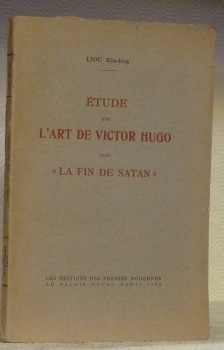 LIOU Kin-ling
ÉTUDE
SUR
L'ART DE VICTOR HUGO
DANS
"LA FIN DE SATAN"
LES ÉDITIONS DES PRESSES MODERNES
AU PALAIS-ROYAL PARIS